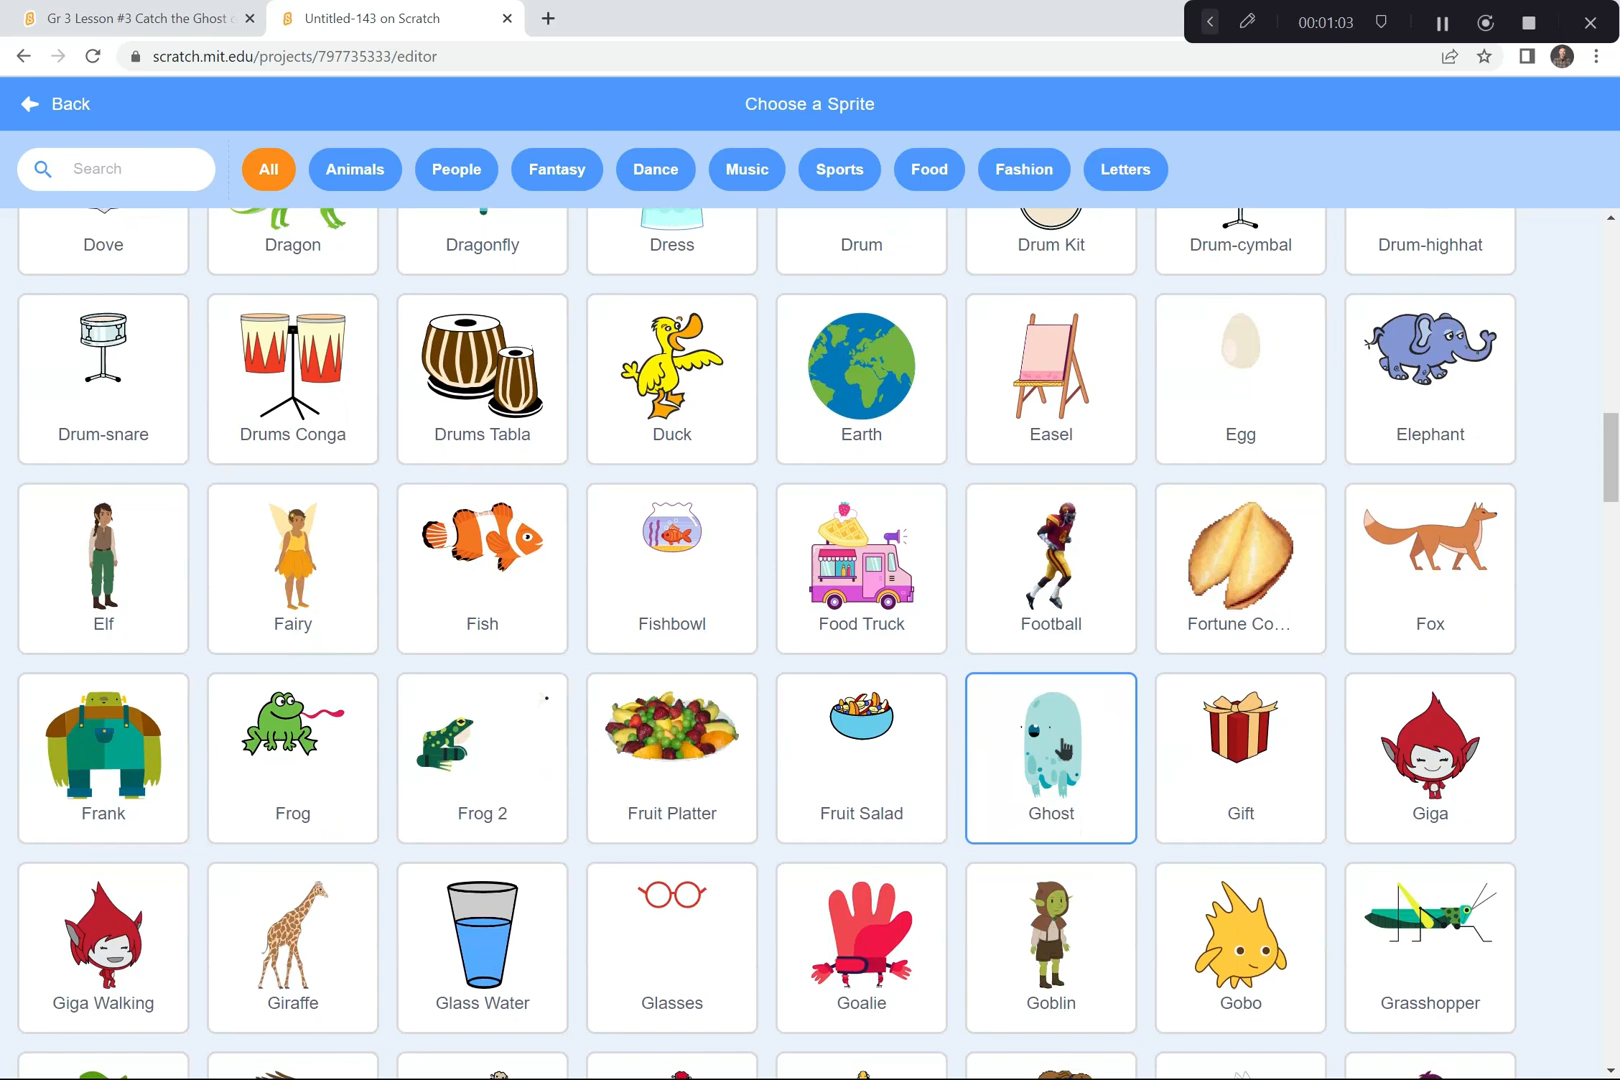 Gr 3 Lesson #3 Catch the Ghost
Untitled-143 on Scratch
00:01:03
scratch.mit.edu/projects/797735333/editor
Back
Choose a Sprite
Search
All
Animals
People
Fantasy
Dance
Music
Sports
Food
Fashion
Letters
Dove
Dragon
Dragonfly
Dress
Drum
Drum Kit
Drum-cymbal
Drum-highhat
Drum-snare
Drums Conga
Drums Tabla
Duck
Earth
Easel
Egg
Elephant
Elf
Fairy
Fish
Fishbowl
Food Truck
Football
Fortune Co...
Fox
Frank
Frog
Frog 2
Fruit Platter
Fruit Salad
Ghost
Gift
Giga
Giga Walking
Giraffe
Glass Water
Glasses
Goalie
Goblin
Gobo
Grasshopper